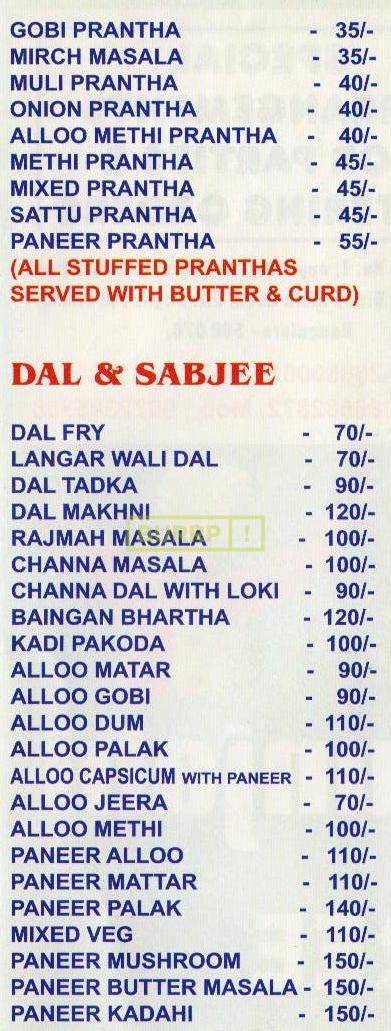 GOBI PRANTHA - 35/-
MIRCH MASALA 35/-
MULI PRANTHA - 40/-
ONION PRANTHA - 40/-
ALLOO METHI PRANTHA - 40/-
METHI PRANTHA - 45/-
MIXED PRANTHA - 45/-
SATTU PRANTHA - 45/-
PANEER PRANTHA - 55/-
(ALL STUFFED PRANTHAS
SERVED WITH BUTTER & CURD)
DAL & SABJEE
DAL FRY - 70/-
LANGAR WALI DAL - 70/-
DAL TADKA - 90/-
DAL MAKHNI - 120/-
BURRP !
RAJMAH MASALA - 100/-
CHANNA MASALA - 100/-
CHANNA DAL WITH LOKI - 90/-
BAINGAN BHARTHA - 120/-
KADI PAKODA - 100/-
ALLOO MATAR - 90/-
ALLOO GOBI - 90/-
ALLOO DUM - 110/-
ALLOO PALAK - 100/-
ALLOO CAPSICUM WITH PANEER - 110/-
ALLOO JEERA - 70/-
ALLOO METHI - 100/-
PANEER ALLOO - 110/-
PANEER MATTAR - 110/-
PANEER PALAK - 140/-
MIXED VEG - 110/-
PANEER MUSHROOM - 150/-
PANEER BUTTER MASALA - 150/-
PANEER KADAHI - 150/-